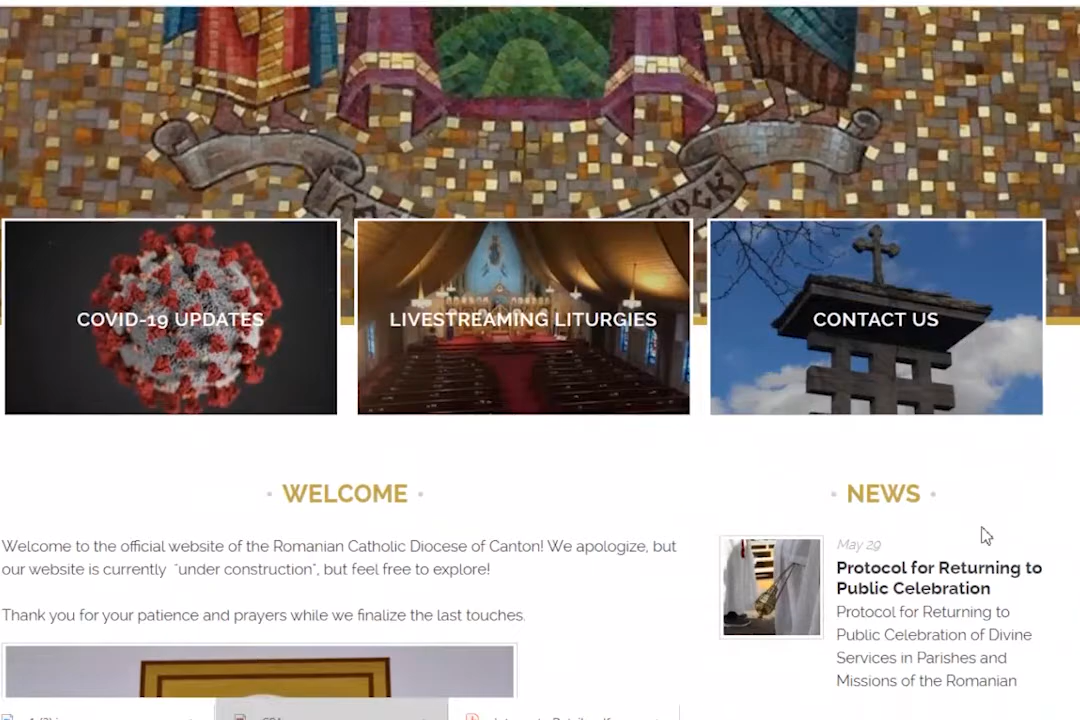 OCK
COVID-19 UPDATES
LIVESTREAMING LITURGIES
CONTACT US
WELCOME
Welcome to the official website of the Romanian Catholic Diocese of Canton! We apologize, but
our website is currently "under construction", but feel free to explore!
Thank you for your patience and prayers while we finalize the last touches.
NEWS
May 29
Protocol for Returning to
Public Celebration
Protocol for Returning to
Public Celebration of Divine
Services in Parishes and
Missions of the Romanian